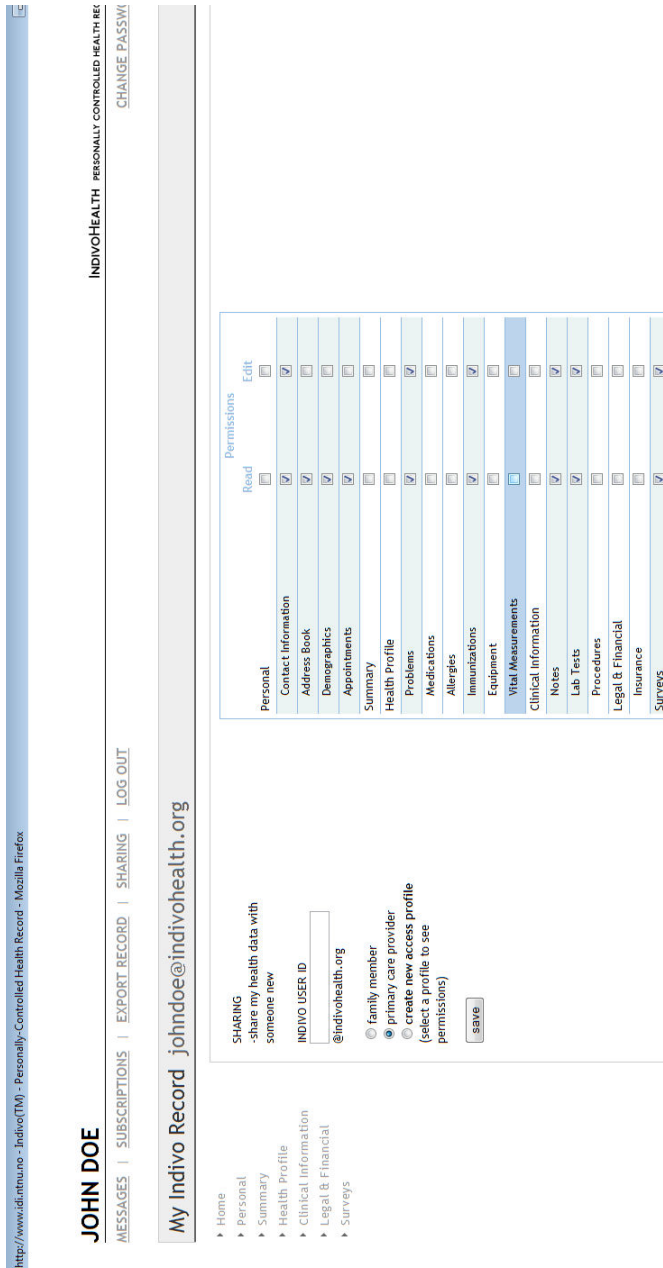 http://www.idi.ntnu.no - Indivo(TM) - Personally-Controlled Health Record - Mozilla Firefox
JOHN DOE
INDIVOHEALTH PERSONALLY CONTROLLED HEALTH REC
MESSAGES | SUBSCRIPTIONS | EXPORT RECORD | SHARING | LOG OUT
CHANGE PASSWO
My Indivo Record johndoe@indivohealth.org
Home
Personal
Summary
Health Profile
Clinical Information
Legal & Financial
Surveys
SHARING
-share my health data with
someone new
INDIVO USER ID
@indivohealth.org
family member
primary care provider
create new access profile
(select a profile to see
permissions)
save
Permissions
Read Edit
Personal
Contact Information
Address Book
Demographics
Appointments
Summary
Health Profile
Problems
Medications
Allergies
Immunizations
Equipment
Vital Measurements
Clinical Information
Notes
Lab Tests
Procedures
Legal & Financial
Insurance
Surveys